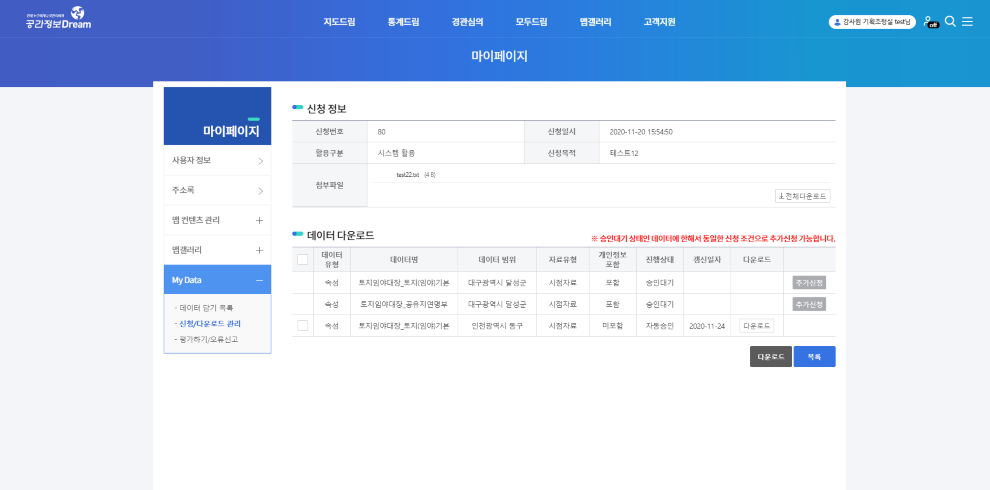 공간정보Dream
지도드림 통계드림 경관심의 모두드림 맵갤러리 고객지원
감사원 기획조정실 test님
off
마이페이지
마이페이지
사용자 정보
주소록
맵 컨텐츠 관리
맵갤러리
My Data
- 데이터 담기 목록
- 신청/다운로드 관리
- 평가하기/오류신고
신청 정보
신청번호 80 신청일시 2020-11-20 15:54:50
활용구분 시스템 활용 신청목적 테스트12
첨부파일 test22.txt (4 B)
전체다운로드
데이터 다운로드
※ 승인대기 상태인 데이터에 한해서 동일한 신청 조건으로 추가신청 가능합니다.
데이터 유형 데이터명 데이터 범위 자료유형 개인정보 포함 진행상태 갱신일자 다운로드
속성 토지임야대장_토지(임야)기본 대구광역시 달성군 시점자료 포함 승인대기 추가신청
속성 토지임야대장_공유지연명부 대구광역시 달성군 시점자료 포함 승인대기 추가신청
속성 토지임야대장_토지(임야)기본 인천광역시 동구 시점자료 미포함 자동승인 2020-11-24 다운로드
다운로드 목록